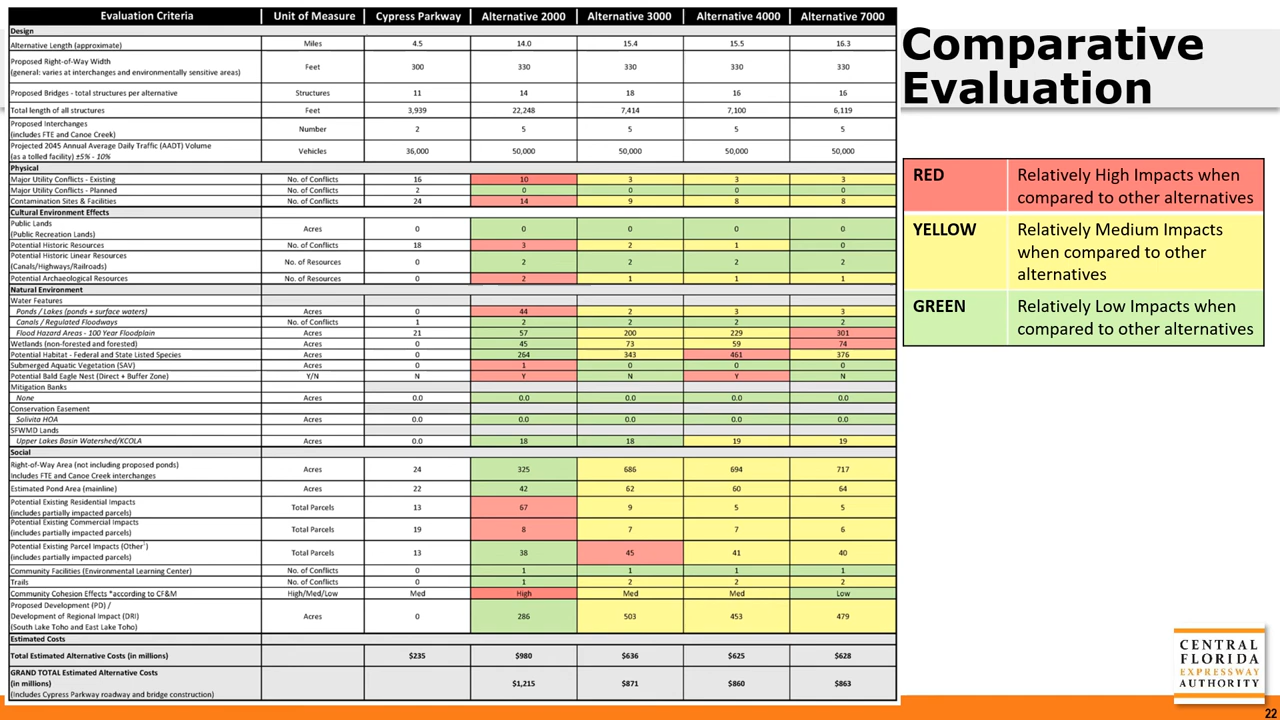 Evaluation Criteria Unit of Measure Cypress Parkway Alternative 2000 Alternative 3000 Alternative 4000 Alternative 7000
Design
Alternative Length (approximate) Miles 4.5 14.0 15.4 15.5 16.3
Proposed Right-of-Way Width
(general: varies at interchanges and environmentally sensitive areas) Feet 300 330 330 330 330
Proposed Bridges - total structures per alternative Structures 11 14 18 16 16
Total length of all structures Feet 3,939 22,248 7,414 7,100 6,119
Proposed Interchanges
(includes FTE and Canoe Creek) Number 2 5 5 5 5
Projected 2045 Annual Average Daily Traffic (AADT) Volume
(as a tolled facility) ±5% - 10% Vehicles 36,000 50,000 50,000 50,000 50,000
Physical
Major Utility Conflicts - Existing No. of Conflicts 16 10 3 3 3
Major Utility Conflicts - Planned No. of Conflicts 2 0 0 0 0
Contamination Sites & Facilities No. of Conflicts 24 14 9 8 8
Cultural Environment Effects
Public Lands
(Public Recreation Lands) Acres 0 0 0 0 0
Potential Historic Resources No. of Conflicts 18 3 2 1 0
Potential Historic Linear Resources
(Canals/Highways/Railroads) No. of Resources 0 2 2 2 2
Potential Archaeological Resources No. of Resources 0 2 1 1 1
Natural Environment
Water Features
Ponds / Lakes (ponds + surface waters) Acres 0 44 2 3 3
Canals / Regulated Floodways No. of Conflicts 1 2 2 2 2
Flood Hazard Areas - 100 Year Floodplain Acres 21 57 200 229 301
Wetlands (non-forested and forested) Acres 0 45 73 59 74
Potential Habitat - Federal and State Listed Species Acres 0 264 343 461 376
Submerged Aquatic Vegetation (SAV) Acres 0 1 0 0 0
Potential Bald Eagle Nest (Direct + Buffer Zone) Y/N N Y N Y N
Mitigation Banks
None Acres 0.0 0.0 0.0 0.0 0.0
Conservation Easement
Solivita HOA Acres 0.0 0.0 0.0 0.0 0.0
SFWMD Lands
Upper Lakes Basin Watershed/KCOLA Acres 0.0 18 18 19 19
Social
Right-of-Way Area (not including proposed ponds)
Includes FTE and Canoe Creek interchanges Acres 24 325 686 694 717
Estimated Pond Area (mainline) Acres 22 42 62 60 64
Potential Existing Residential Impacts
(includes partially impacted parcels) Total Parcels 13 67 9 5 5
Potential Existing Commercial Impacts
(includes partially impacted parcels) Total Parcels 19 8 7 7 6
Potential Existing Parcel Impacts (Other¹)
(includes partially impacted parcels) Total Parcels 13 38 45 41 40
Community Facilities (Environmental Learning Center) No. of Conflicts 0 1 1 1 1
Trails No. of Conflicts 0 1 2 2 2
Community Cohesion Effects *according to CF&M High/Med/Low Med High Med Med Low
Proposed Development (PD) /
Development of Regional Impact (DRI)
(South Lake Toho and East Lake Toho) Acres 0 286 503 453 479
Estimated Costs
Total Estimated Alternative Costs (in millions) $235 $980 $636 $625 $628
GRAND TOTAL Estimated Alternative Costs
(in millions) $1,215 $871 $860 $863
(Includes Cypress Parkway roadway and bridge construction)
Comparative
Evaluation
RED Relatively High Impacts when
compared to other alternatives
YELLOW Relatively Medium Impacts
when compared to other
alternatives
GREEN Relatively Low Impacts when
compared to other alternatives
CENTRAL
FLORIDA
EXPRESSWAY
AUTHORITY
22